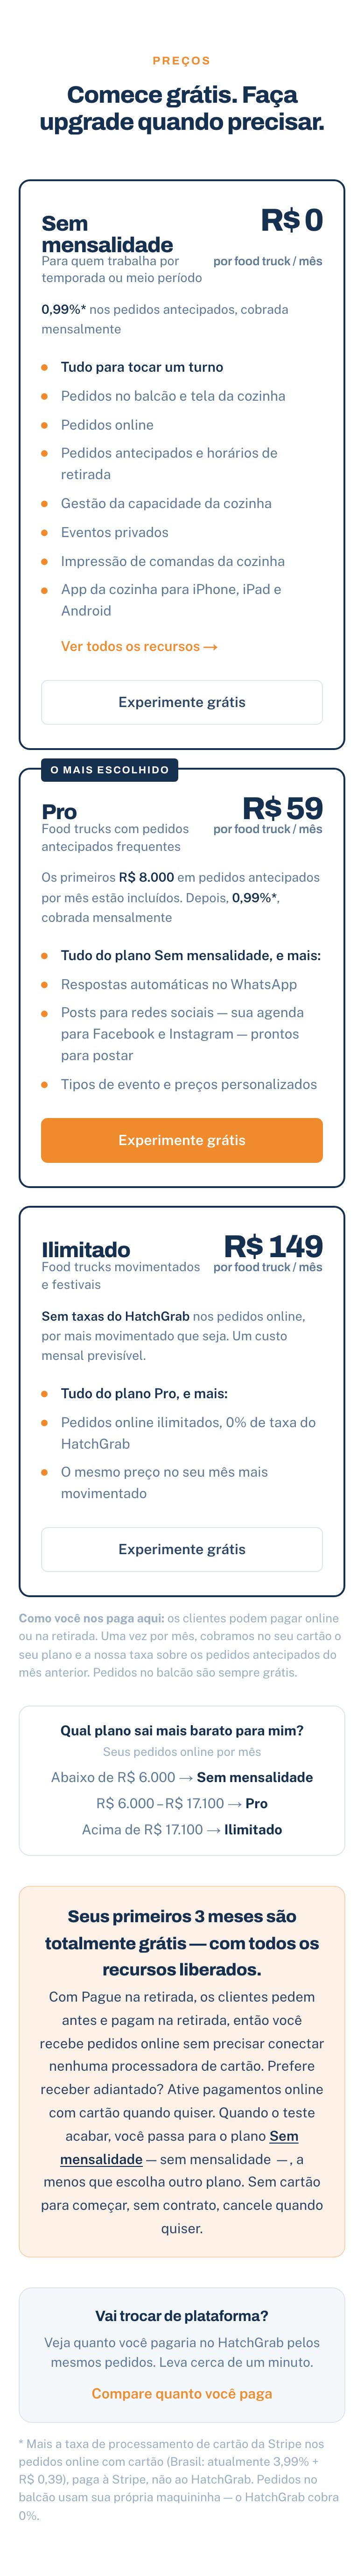 PREÇOS
Comece grátis. Faça
upgrade quando precisar.
Sem
mensalidade
R$ 0
Para quem trabalha por
temporada ou meio período
por food truck / mês
0,99%* nos pedidos antecipados, cobrada
mensalmente
Tudo para tocar um turno
Pedidos no balcão e tela da cozinha
Pedidos online
Pedidos antecipados e horários de
retirada
Gestão da capacidade da cozinha
Eventos privados
Impressão de comandas da cozinha
App da cozinha para iPhone, iPad e
Android
Ver todos os recursos →
Experimente grátis
O MAIS ESCOLHIDO
Pro
R$ 59
Food trucks com pedidos
antecipados frequentes
por food truck / mês
Os primeiros R$ 8.000 em pedidos antecipados
por mês estão incluídos. Depois, 0,99%*,
cobrada mensalmente
Tudo do plano Sem mensalidade, e mais:
Respostas automáticas no WhatsApp
Posts para redes sociais — sua agenda
para Facebook e Instagram — prontos
para postar
Tipos de evento e preços personalizados
Experimente grátis
Ilimitado
R$ 149
Food trucks movimentados
e festivais
por food truck / mês
Sem taxas do HatchGrab nos pedidos online,
por mais movimentado que seja. Um custo
mensal previsível.
Tudo do plano Pro, e mais:
Pedidos online ilimitados, 0% de taxa do
HatchGrab
O mesmo preço no seu mês mais
movimentado
Experimente grátis
Como você nos paga aqui: os clientes podem pagar online
ou na retirada. Uma vez por mês, cobramos no seu cartão o
seu plano e a nossa taxa sobre os pedidos antecipados do
mês anterior. Pedidos no balcão são sempre grátis.
Qual plano sai mais barato para mim?
Seus pedidos online por mês
Abaixo de R$ 6.000 → Sem mensalidade
R$ 6.000–R$ 17.100 → Pro
Acima de R$ 17.100 → Ilimitado
Seus primeiros 3 meses são
totalmente grátis — com todos os
recursos liberados.
Com Pague na retirada, os clientes pedem
antes e pagam na retirada, então você
recebe pedidos online sem precisar conectar
nenhuma processadora de cartão. Prefere
receber adiantado? Ative pagamentos online
com cartão quando quiser. Quando o teste
acabar, você passa para o plano Sem
mensalidade — sem mensalidade —, a
menos que escolha outro plano. Sem cartão
para começar, sem contrato, cancele quando
quiser.
Vai trocar de plataforma?
Veja quanto você pagaria no HatchGrab pelos
mesmos pedidos. Leva cerca de um minuto.
Compare quanto você paga
* Mais a taxa de processamento de cartão da Stripe nos
pedidos online com cartão (Brasil: atualmente 3,99% +
R$ 0,39), paga à Stripe, não ao HatchGrab. Pedidos no
balcão usam sua própria maquininha — o HatchGrab cobra
0%.